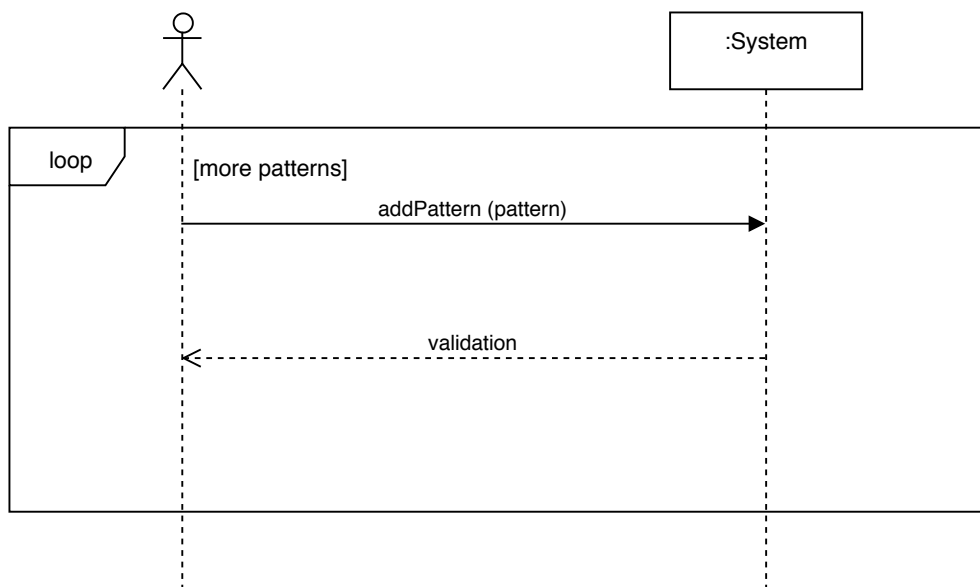 :System
loop
[more patterns]
addPattern (pattern)
validation